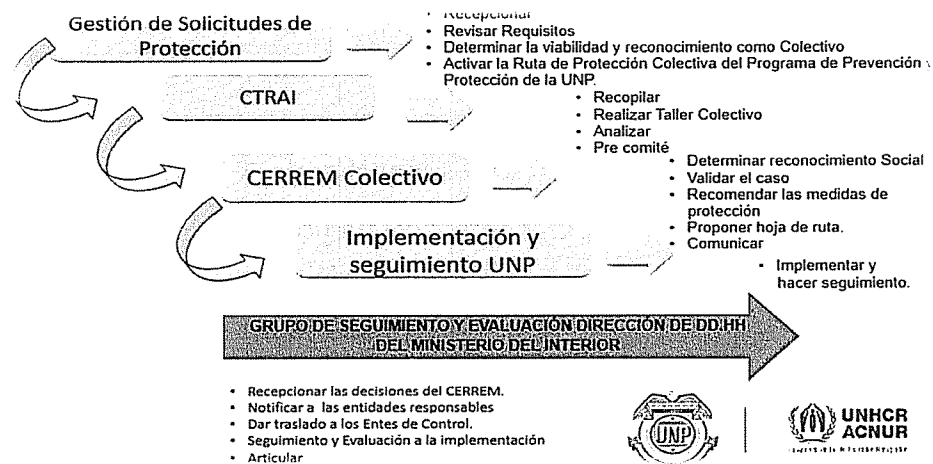 Gestión de Solicitudes de
Protección
• Recepcionar
• Revisar Requisitos
• Determinar la viabilidad y reconocimiento como Colectivo
• Activar la Ruta de Protección Colectiva del Programa de Prevención
Protección de la UNP.
CTRAI
• Recopilar
• Realizar Taller Colectivo
• Analizar
• Pre comité
CERREM Colectivo
• Determinar reconocimiento Social
• Validar el caso
• Recomendar las medidas de
protección
• Proponer hoja de ruta.
• Comunicar
Implementación y
seguimiento UNP
• Implementar y
hacer seguimiento.
GRUPO DE SEGUIMIENTO Y EVALUACIÓN DIRECCIÓN DE DD.HH
DEL MINISTERIO DEL INTERIOR
• Recepcionar las decisiones del CERREM.
• Notificar a las entidades responsables
• Dar traslado a los Entes de Control.
• Seguimiento y Evaluación a la implementación
• Articular
UNP
UNHCR
ACNUR